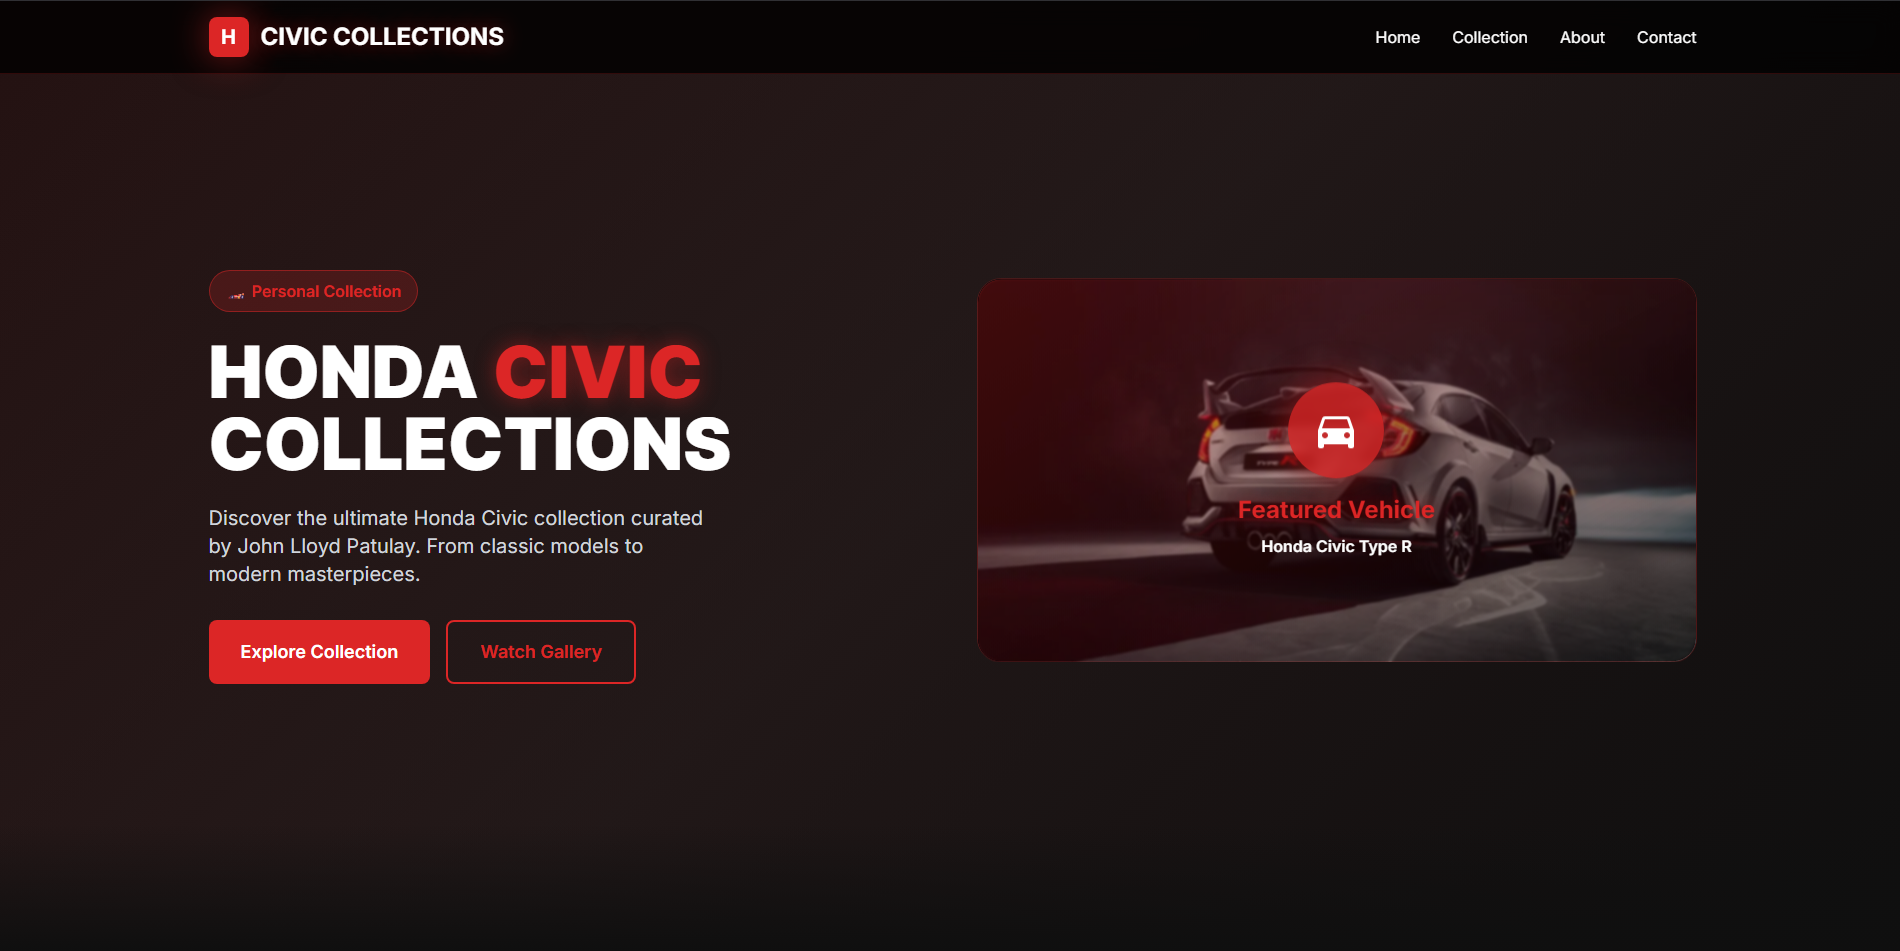 H CIVIC COLLECTIONS
Home Collection About Contact
Personal Collection
HONDA CIVIC
COLLECTIONS
Discover the ultimate Honda Civic collection curated
by John Lloyd Patulay. From classic models to
modern masterpieces.
Explore Collection
Watch Gallery
Featured Vehicle
Honda Civic Type R